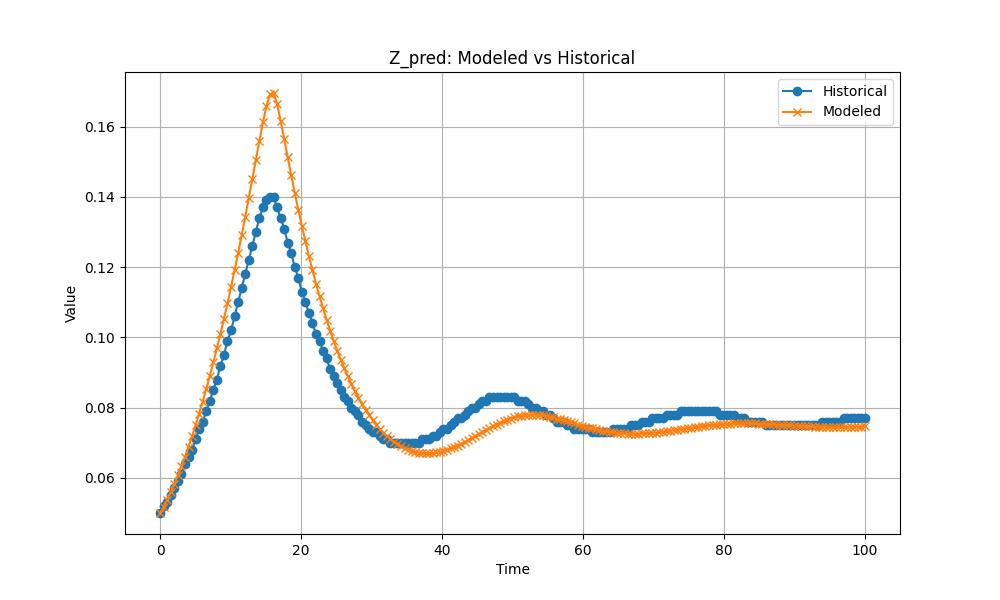 Z_pred: Modeled vs Historical
Historical
Modeled
Value
0.16
0.14
0.12
0.10
0.08
0.06
0 20 40 60 80 100
Time